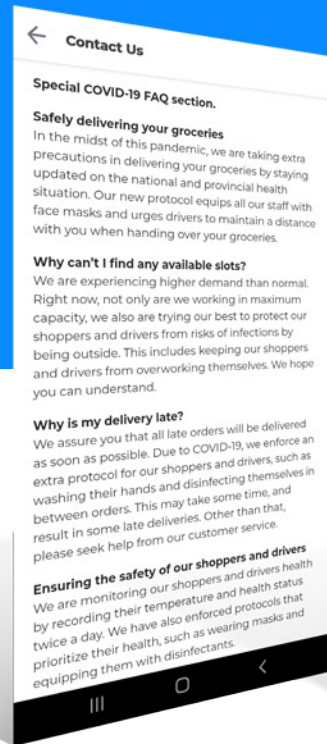 Contact Us
Special COVID-19 FAQ section.
Safely delivering your groceries
In the midst of this pandemic, we are taking extra
precautions in delivering your groceries by staying
updated on the national and provincial health
situation. Our new protocol equips all our staff with
face masks and urges drivers to maintain a distance
with you when handing over your groceries.
Why can't I find any available slots?
We are experiencing higher demand than normal.
Right now, not only are we working in maximum
capacity, we also are trying our best to protect our
shoppers and drivers from risks of infections by
being outside. This includes keeping our shoppers
and drivers from overworking themselves. We hope
you can understand.
Why is my delivery late?
We assure you that all late orders will be delivered
as soon as possible. Due to COVID-19, we enforce an
extra protocol for our shoppers and drivers, such as
washing their hands and disinfecting themselves in
between orders. This may take some time, and
result in some late deliveries. Other than that,
please seek help from our customer service.
Ensuring the safety of our shoppers and drivers
We are monitoring our shoppers and drivers health
by recording their temperature and health status
twice a day. We have also enforced protocols that
prioritize their health, such as wearing masks and
equipping them with disinfectants.